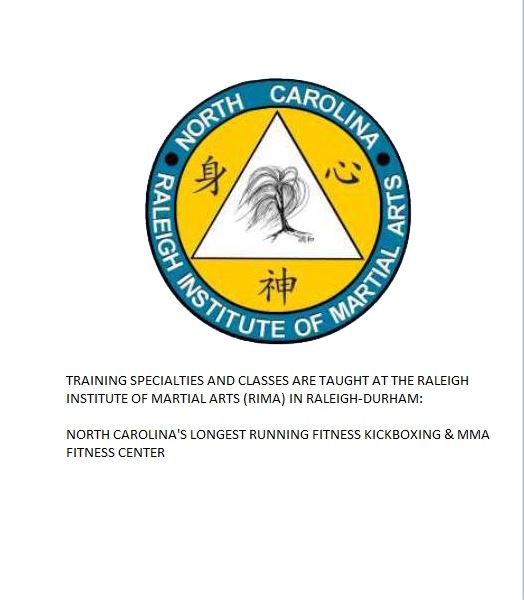 NORTH CAROLINA
身
心
神
RALEIGH INSTITUTE OF MARTIAL ARTS
TRAINING SPECIALTIES AND CLASSES ARE TAUGHT AT THE RALEIGH
INSTITUTE OF MARTIAL ARTS (RIMA) IN RALEIGH-DURHAM:
NORTH CAROLINA'S LONGEST RUNNING FITNESS KICKBOXING & MMA
FITNESS CENTER